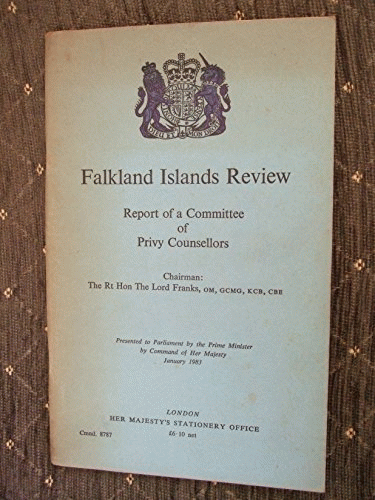 Falkland Islands Review
Report of a Committee
of
Privy Counsellors
Chairman:
The Rt Hon The Lord Franks, OM, GCMG, KCB, CBE
Presented to Parliament by the Prime Minister
by Command of Her Majesty
January 1983
LONDON
HER MAJESTY'S STATIONERY OFFICE
Cmnd. 8787
£6·10 net